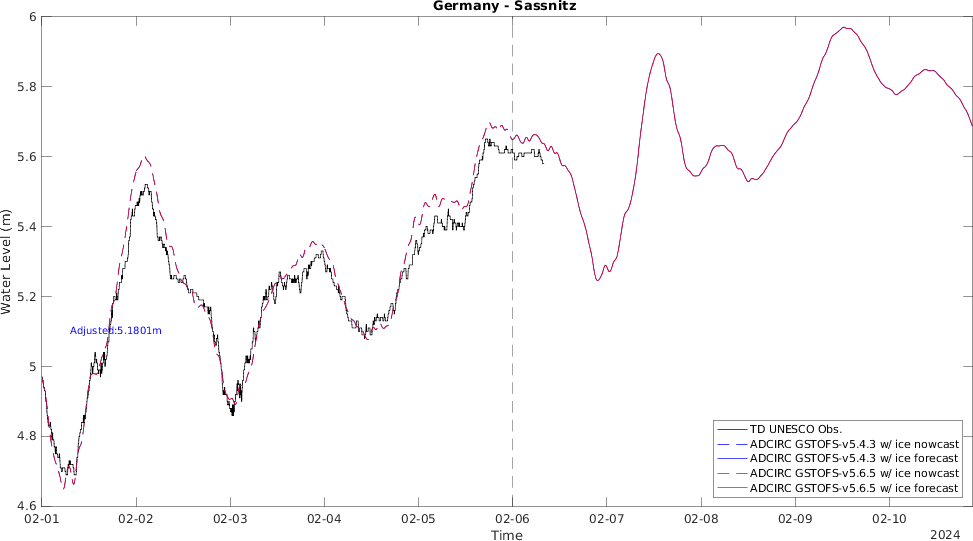 Germany - Sassnitz
6
5.8
5.6
5.4
5.2
5
4.8
4.6
Water Level (m)
Adjusted:5.1801m
TD UNESCO Obs.
ADCIRC GSTOFS-v5.4.3 w/ ice nowcast
ADCIRC GSTOFS-v5.4.3 w/ ice forecast
ADCIRC GSTOFS-v5.6.5 w/ ice nowcast
ADCIRC GSTOFS-v5.6.5 w/ ice forecast
02-01 02-02 02-03 02-04 02-05 02-06 02-07 02-08 02-09 02-10
Time
2024